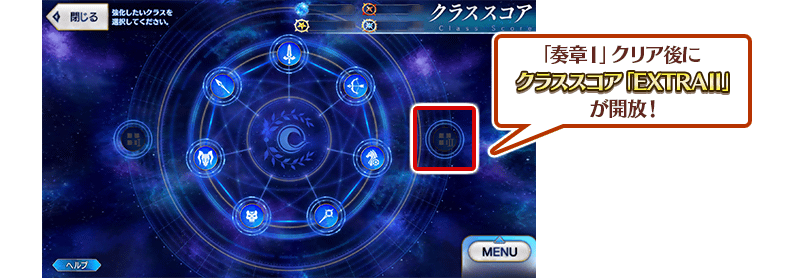 閉じる
強化したいクラスを
選択してください。
クラススコア
Class Score
「奏章Ⅰ」クリア後に
クラススコア「EXTRAⅡ」
が開放！
MENU
ヘルプ